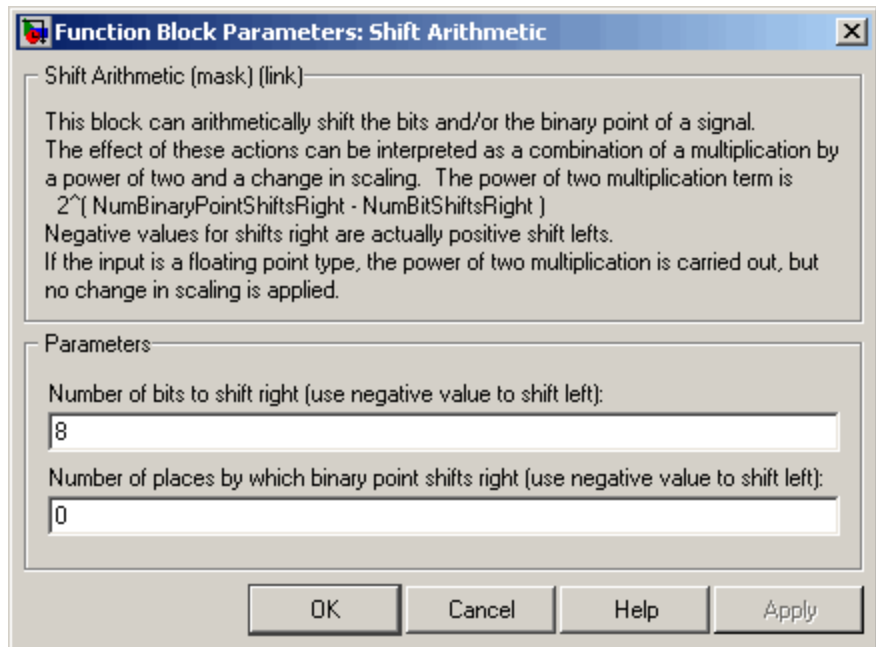 Function Block Parameters: Shift Arithmetic
Shift Arithmetic (mask) (link)
This block can arithmetically shift the bits and/or the binary point of a signal.
The effect of these actions can be interpreted as a combination of a multiplication by
a power of two and a change in scaling.  The power of two multiplication term is
2^( NumBinaryPointShiftsRight - NumBitShiftsRight )
Negative values for shifts right are actually positive shift lefts.
If the input is a floating point type, the power of two multiplication is carried out, but
no change in scaling is applied.
Parameters
Number of bits to shift right (use negative value to shift left):
8
Number of places by which binary point shifts right (use negative value to shift left):
0
OK Cancel Help Apply